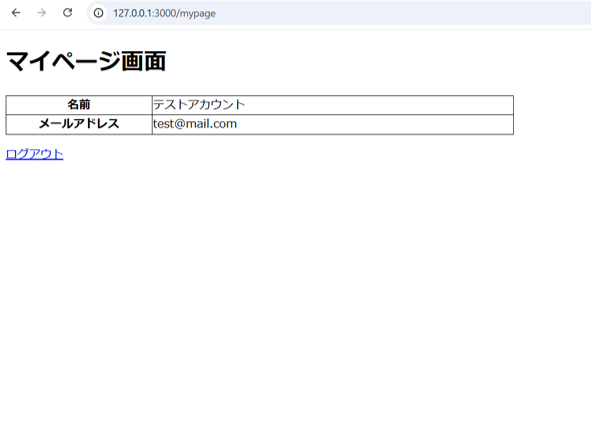 127.0.0.1:3000/mypage
マイページ画面
名前 テストアカウント
メールアドレス test@mail.com
ログアウト